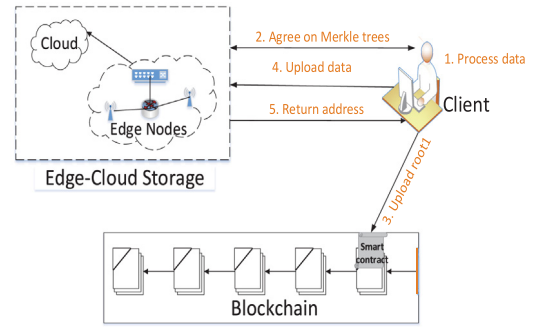 Cloud
Edge Nodes
Edge-Cloud Storage
2. Agree on Merkle trees
4. Upload data
5. Return address
1. Process data
Client
3. Upload root1
Smart
contract
Blockchain